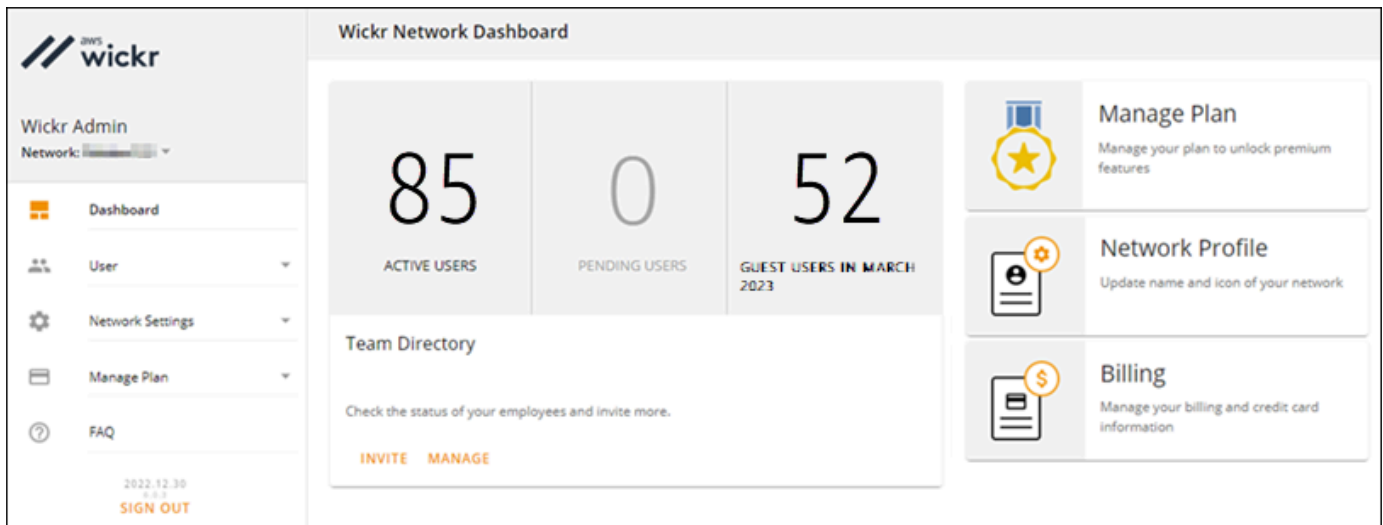 aws
wickr
Wickr Admin
Network:
Dashboard
User
Network Settings
Manage Plan
FAQ
2022.12.30
SIGN OUT
Wickr Network Dashboard
85
ACTIVE USERS
0
PENDING USERS
52
GUEST USERS IN MARCH
2023
Team Directory
Check the status of your employees and invite more.
INVITE MANAGE
Manage Plan
Manage your plan to unlock premium
features
Network Profile
Update name and icon of your network
Billing
Manage your billing and credit card
information